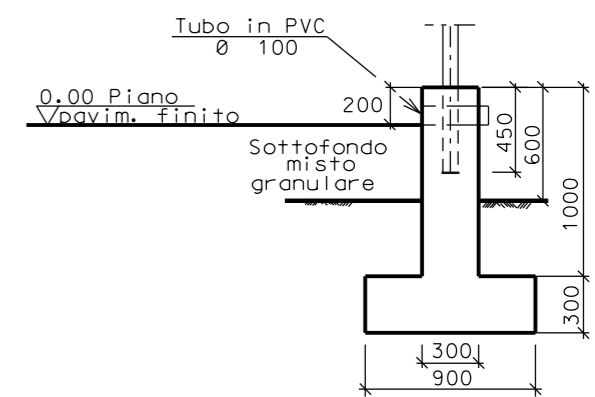 Tubo in PVC
Ø 100
0.00 Piano
pavim. finito
200
Sottofondo
misto
granulare
450
600
1000
300
300
900